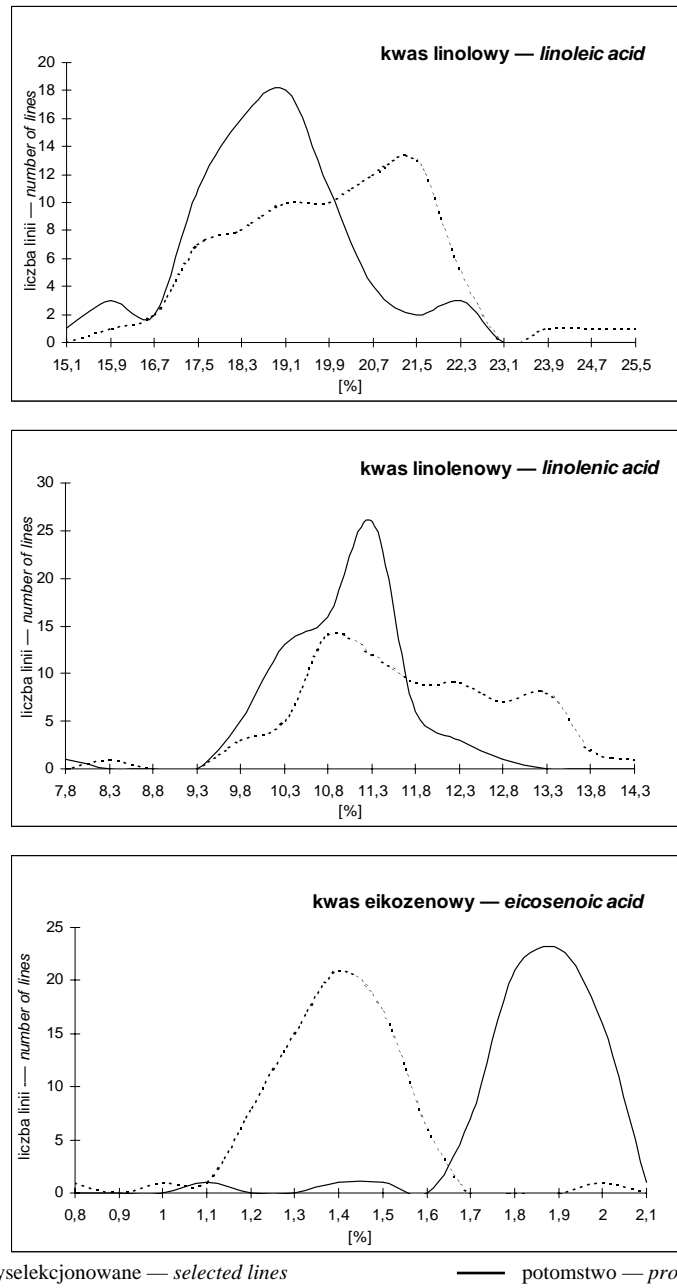 kwas linolowy — linoleic acid
liczba linii — number of lines
20
18
16
14
12
10
8
6
4
2
0
15,1 15,9 16,7 17,5 18,3 19,1 19,9 20,7 21,5 22,3 23,1 23,9 24,7 25,5
[%]
kwas linolenowy — linolenic acid
liczba linii — number of lines
30
25
20
15
10
5
0
7,8 8,3 8,8 9,3 9,8 10,3 10,8 11,3 11,8 12,3 12,8 13,3 13,8 14,3
[%]
kwas eikozenowy — eicosenoic acid
liczba linii — number of lines
25
20
15
10
5
0
0,8 0,9 1 1,1 1,2 1,3 1,4 1,5 1,6 1,7 1,8 1,9 2 2,1
[%]
yselekcjonowane — selected lines potomstwo — pro